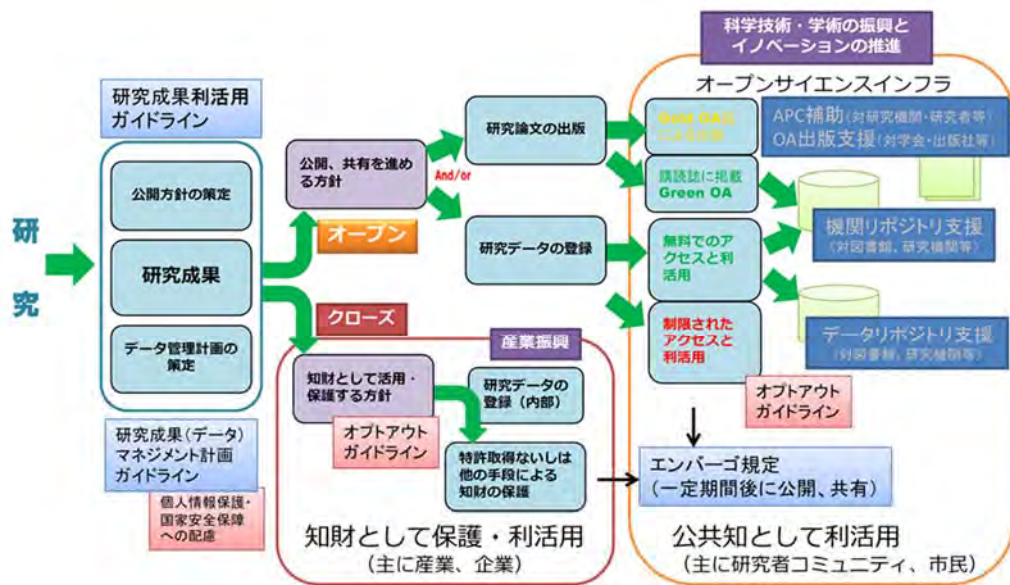 科学技術・学術の振興と
イノベーションの推進
オープンサイエンスインフラ
研究成果利活用
ガイドライン
公開方針の策定
研究成果
データ管理計画の
策定
研究
研究成果(データ)
マネジメント計画
ガイドライン
個人情報保護・
国家安全保障
への配慮
公開、共有を進め
る方針
オープン
And/or
研究論文の出版
研究データの登録
Gold OA誌
による出版
購読誌に掲載
Green OA
無料でのア
クセスと利
活用
制限された
アクセスと
利活用
APC補助(対研究機関・研究者等)
OA出版支援(対学会・出版社等)
機関リポジトリ支援
(対図書館、研究機関等)
データリポジトリ支援
(対図書館、研究機関等)
オプトアウト
ガイドライン
クローズ
産業振興
知財として活用・
保護する方針
オプトアウト
ガイドライン
研究データの
登録(内部)
特許取得ないしは
他の手段による
知財の保護
エンバーゴ規定
(一定期間後に公開、共有)
知財として保護・利活用
(主に産業、企業)
公共知として利活用
(主に研究者コミュニティ、市民)